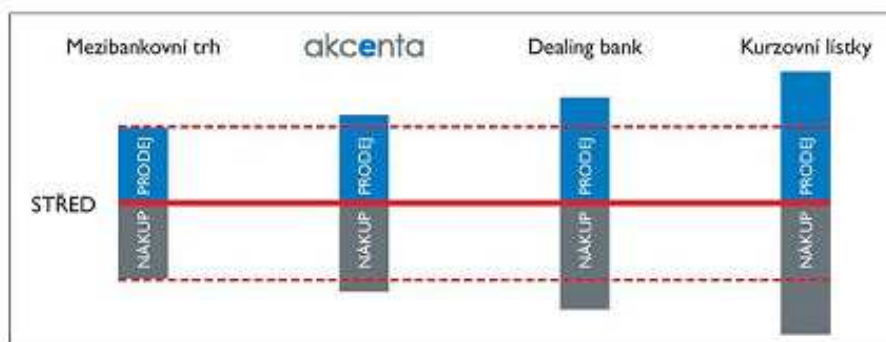 Mezibankovní trh
akcenta
Dealing bank
Kurzovní lístky
STŘED
PRODEJ
NÁKUP
PRODEJ
NÁKUP
PRODEJ
NÁKUP
PRODEJ
NÁKUP